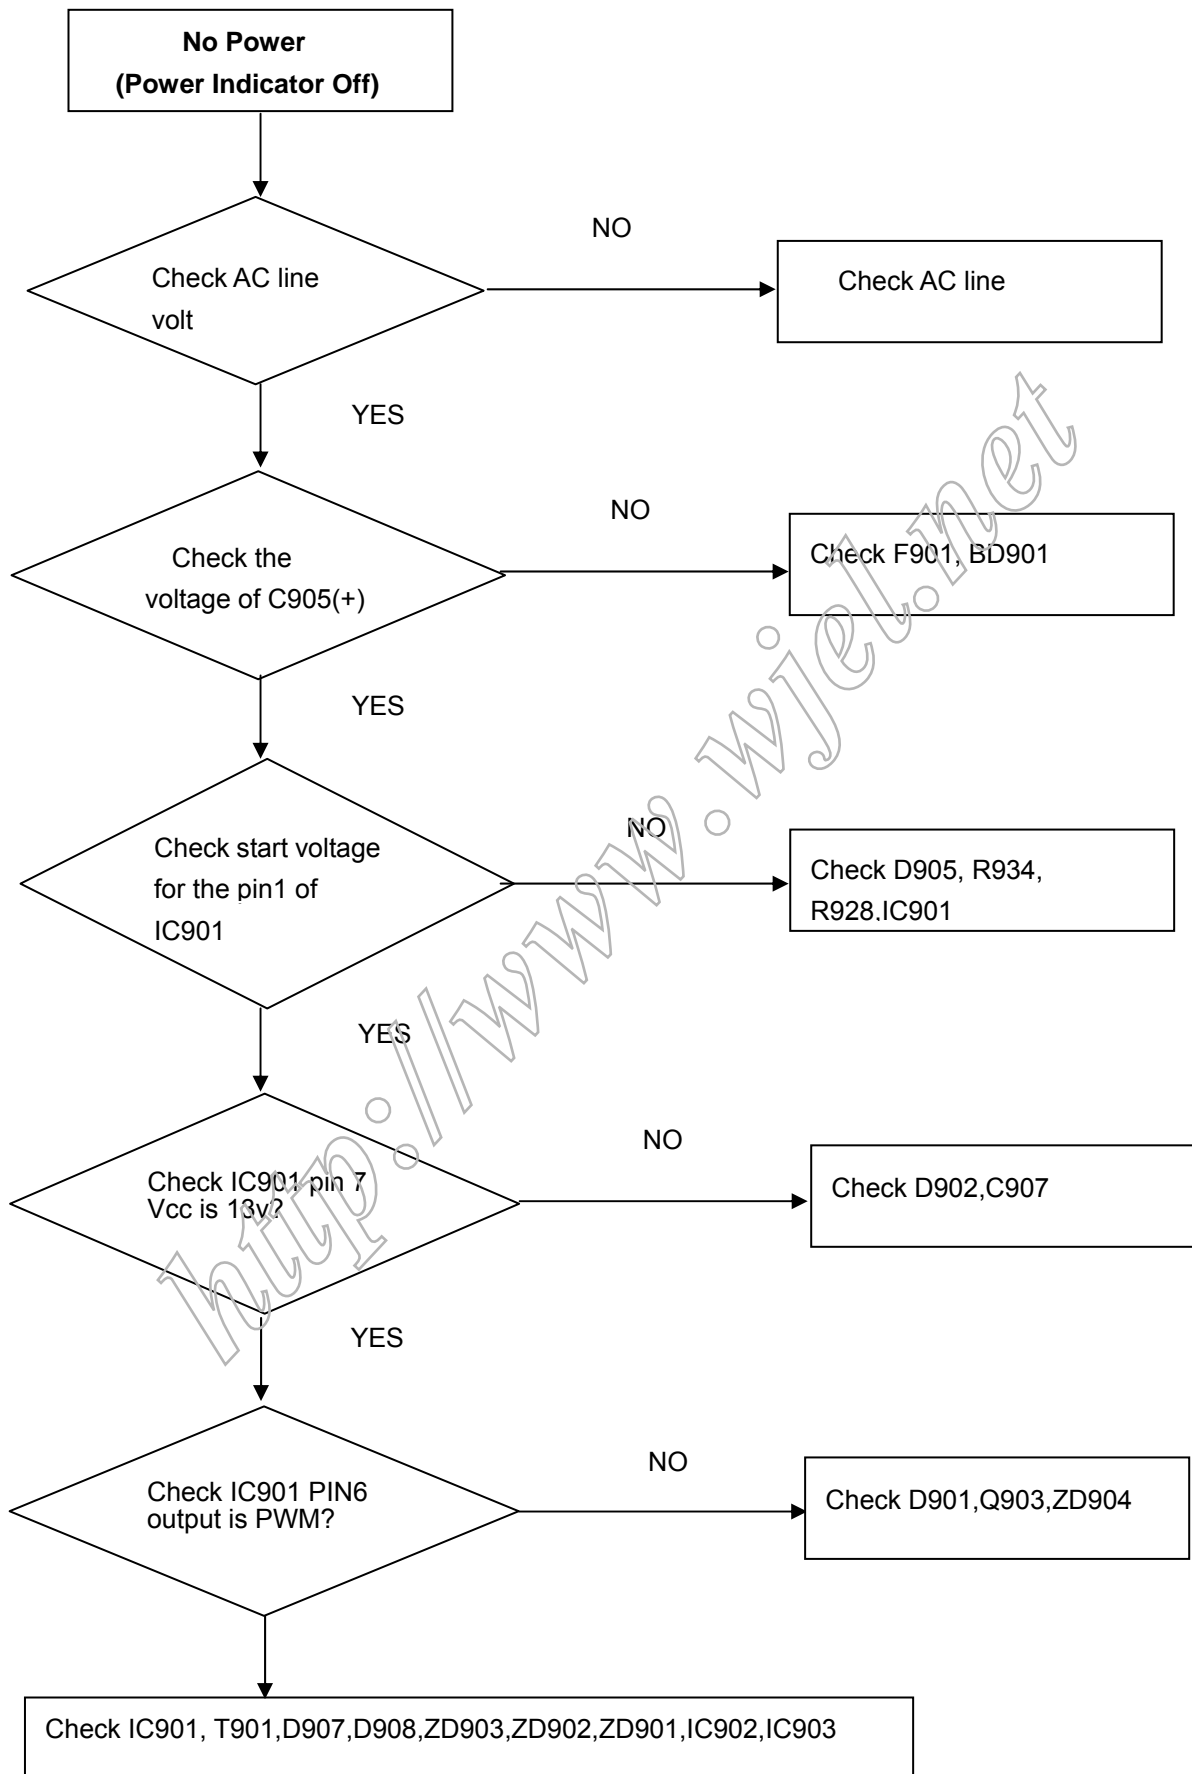 No Power
(Power Indicator Off)
NO
Check AC line
volt
Check AC line
YES
NO
Check the
voltage of C905(+)
Check F901, BD901
YES
NO
Check start voltage
for the pin1 of
IC901
Check D905, R934,
R928,IC901
YES
NO
Check IC901 pin 7
Vcc is 13v?
Check D902,C907
YES
NO
Check IC901 PIN6
output is PWM?
Check D901,Q903,ZD904
Check IC901, T901,D907,D908,ZD903,ZD902,ZD901,IC902,IC903
http://www.wjel.net